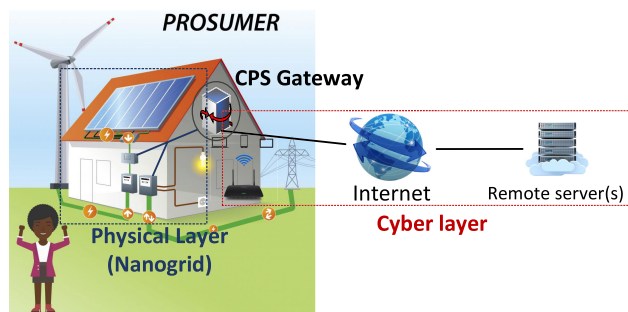 PROSUMER
CPS Gateway
Internet
Remote server(s)
Cyber layer
Physical Layer
(Nanogrid)